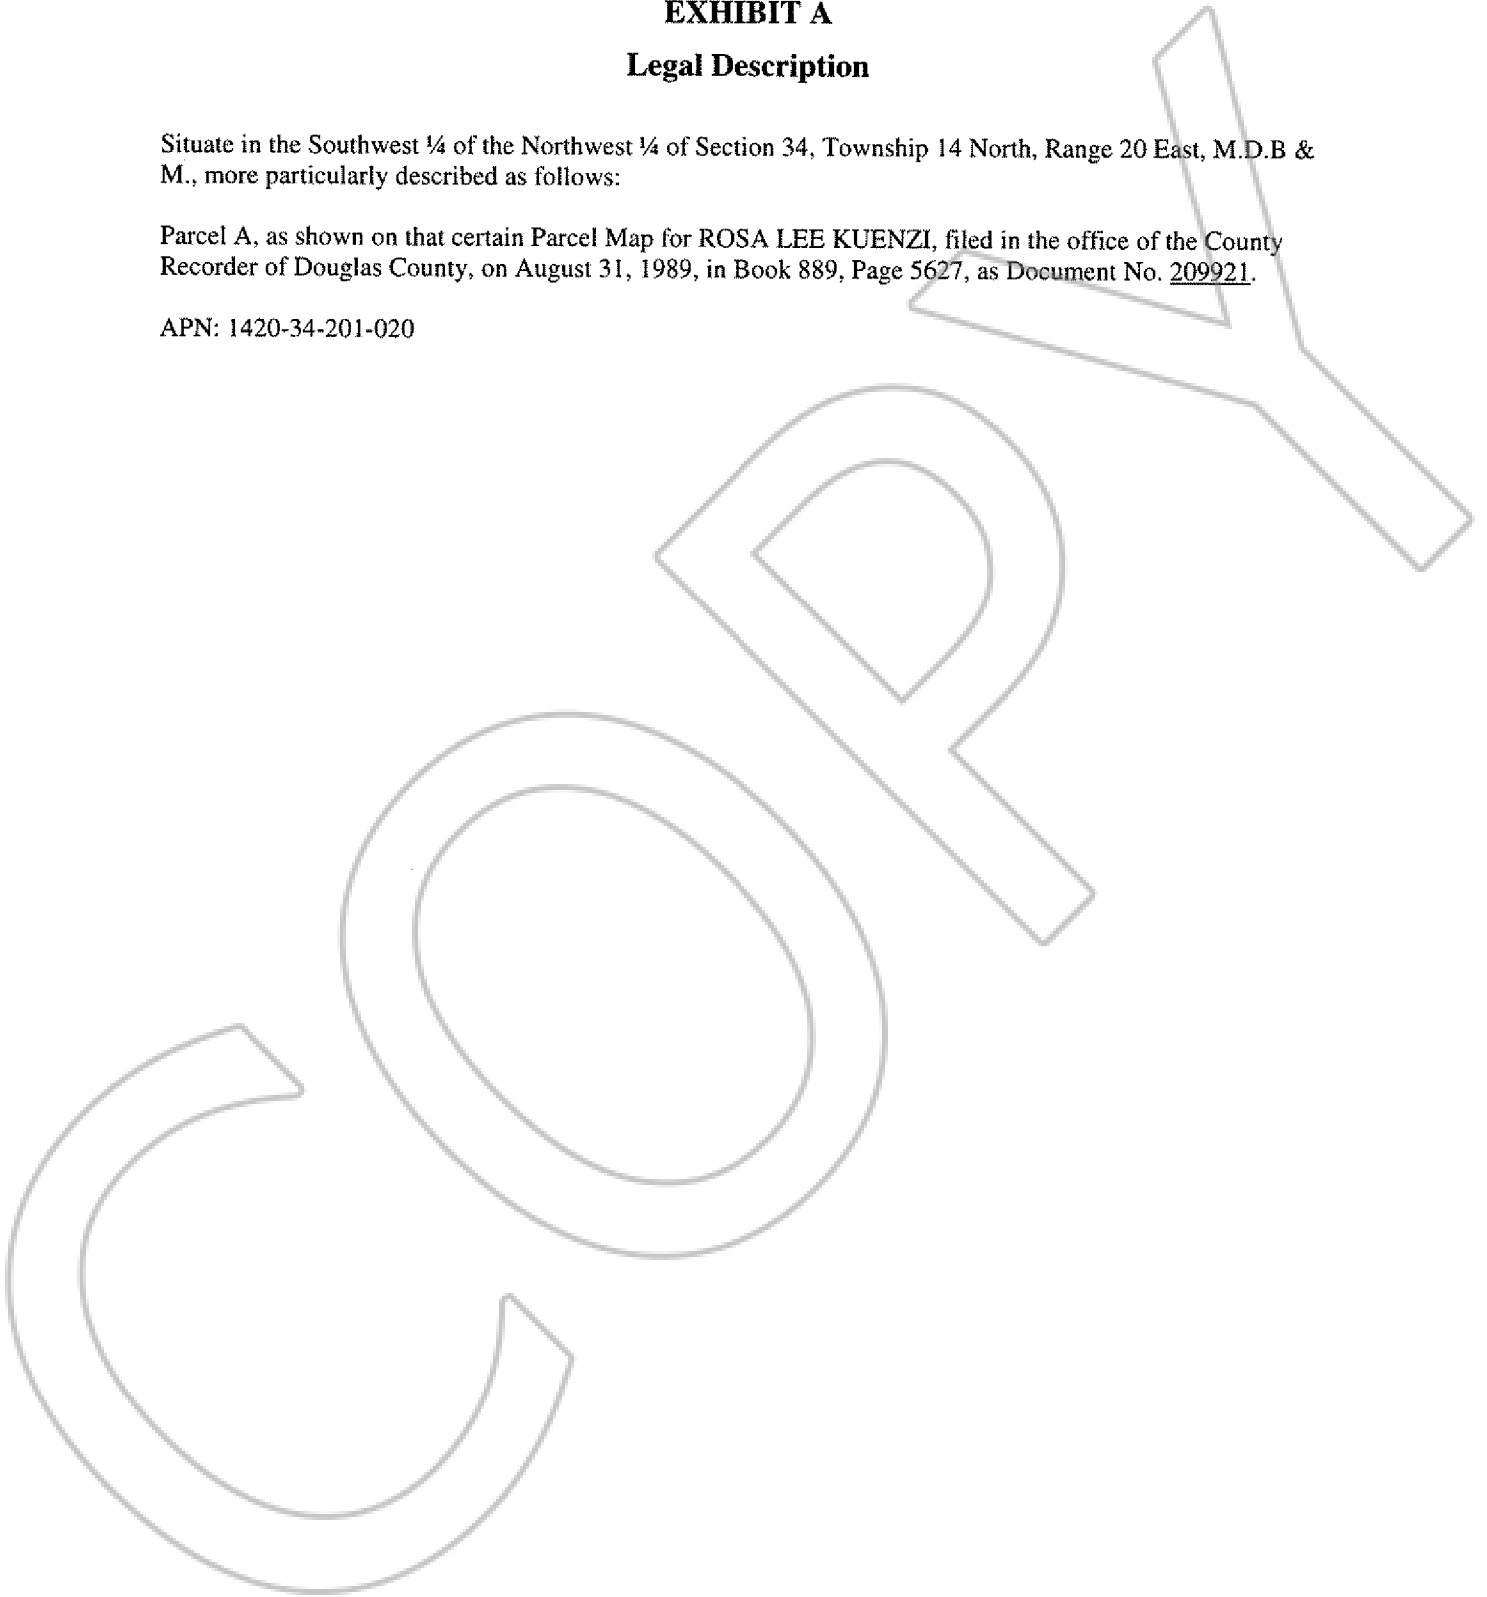 EXHIBIT A
Legal Description
Situate in the Southwest ¼ of the Northwest ¼ of Section 34, Township 14 North, Range 20 East, M.D.B &
M., more particularly described as follows:
Parcel A, as shown on that certain Parcel Map for ROSA LEE KUENZI, filed in the office of the County
Recorder of Douglas County, on August 31, 1989, in Book 889, Page 5627, as Document No. 209921.
APN: 1420-34-201-020
COPY